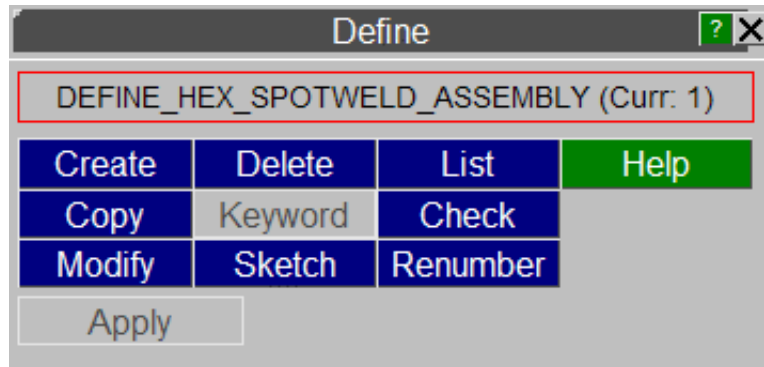 Define ? X
DEFINE_HEX_SPOTWELD_ASSEMBLY (Curr: 1)
Create Delete List Help
Copy Keyword Check
Modify Sketch Renumber
Apply